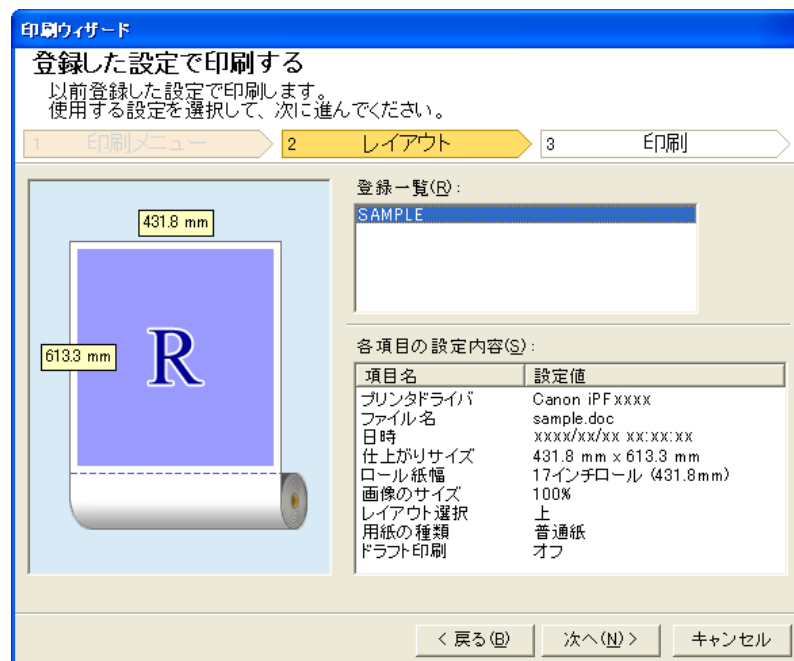 印刷ウィザード
登録した設定で印刷する
以前登録した設定で印刷します。
使用する設定を選択して、次に進んでください。
1 印刷メニュー 2 レイアウト 3 印刷
431.8 mm
613.3 mm
R
登録一覧(R):
SAMPLE
各項目の設定内容(S):
項目名 設定値
プリンタドライバ Canon iPFxxxx
ファイル名 sample.doc
日時 xxxx/xx/xx xx:xx:xx
仕上がりサイズ 431.8 mm x 613.3 mm
ロール紙幅 17インチロール (431.8mm)
画像のサイズ 100%
レイアウト選択 上
用紙の種類 普通紙
ドラフト印刷 オフ
< 戻る(B) 次へ(N) > キャンセル